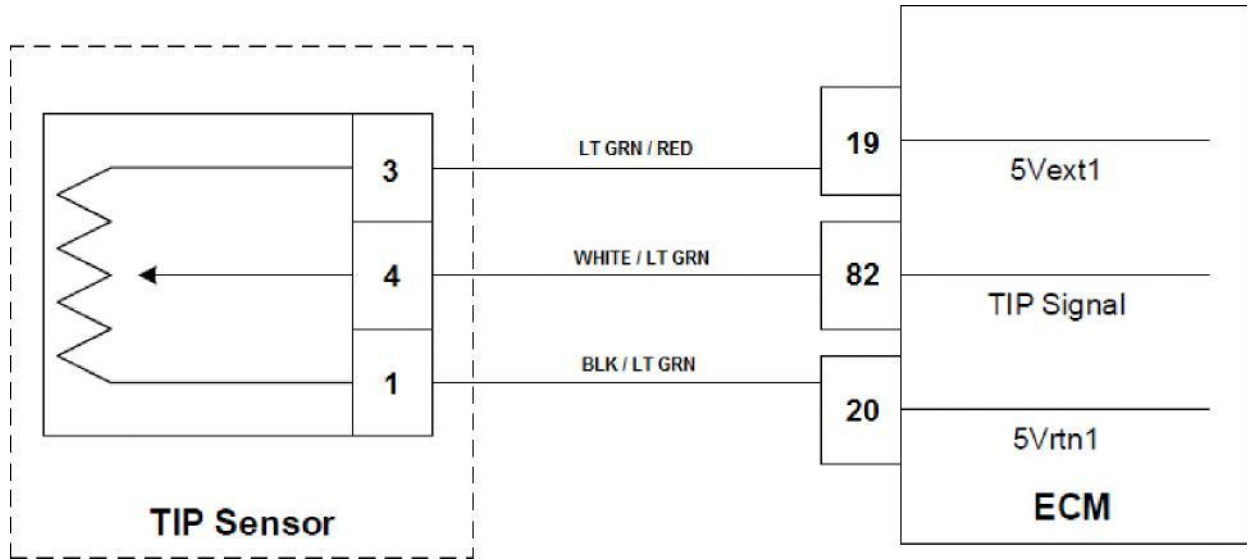 3
LT GRN / RED
19
5Vext1
4
WHITE / LT GRN
82
TIP Signal
1
BLK / LT GRN
20
5Vrtn1
TIP Sensor
ECM